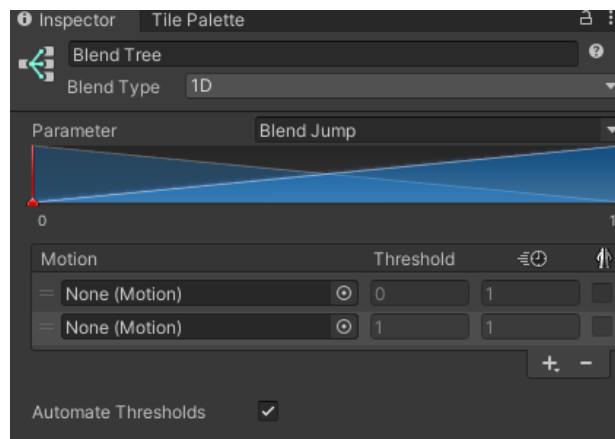 Inspector Tile Palette
Blend Tree
Blend Type 1D
Parameter Blend Jump
0 1
Motion Threshold
None (Motion) 0 1
None (Motion) 1 1
+ -
Automate Thresholds